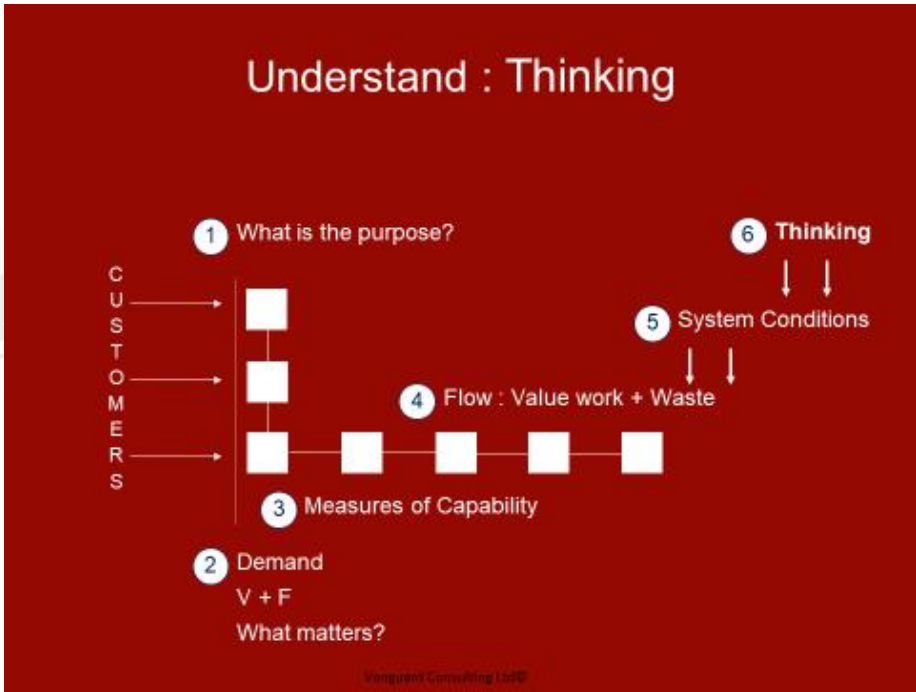 Understand : Thinking
1 What is the purpose?
6 Thinking
CUSTOMERS
5 System Conditions
4 Flow : Value work + Waste
3 Measures of Capability
2 Demand
V + F
What matters?
Vanguard Consulting Ltd©